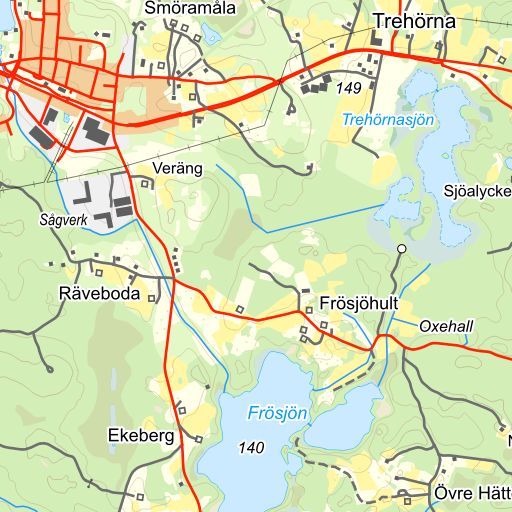 Smöramåla
Trehörna
149
Trehörnasjön
Veräng
Sjöalycke
Sågverk
Räveboda
Frösjöhult
Oxehall
Frösjön
Ekeberg
140
Övre Hätt